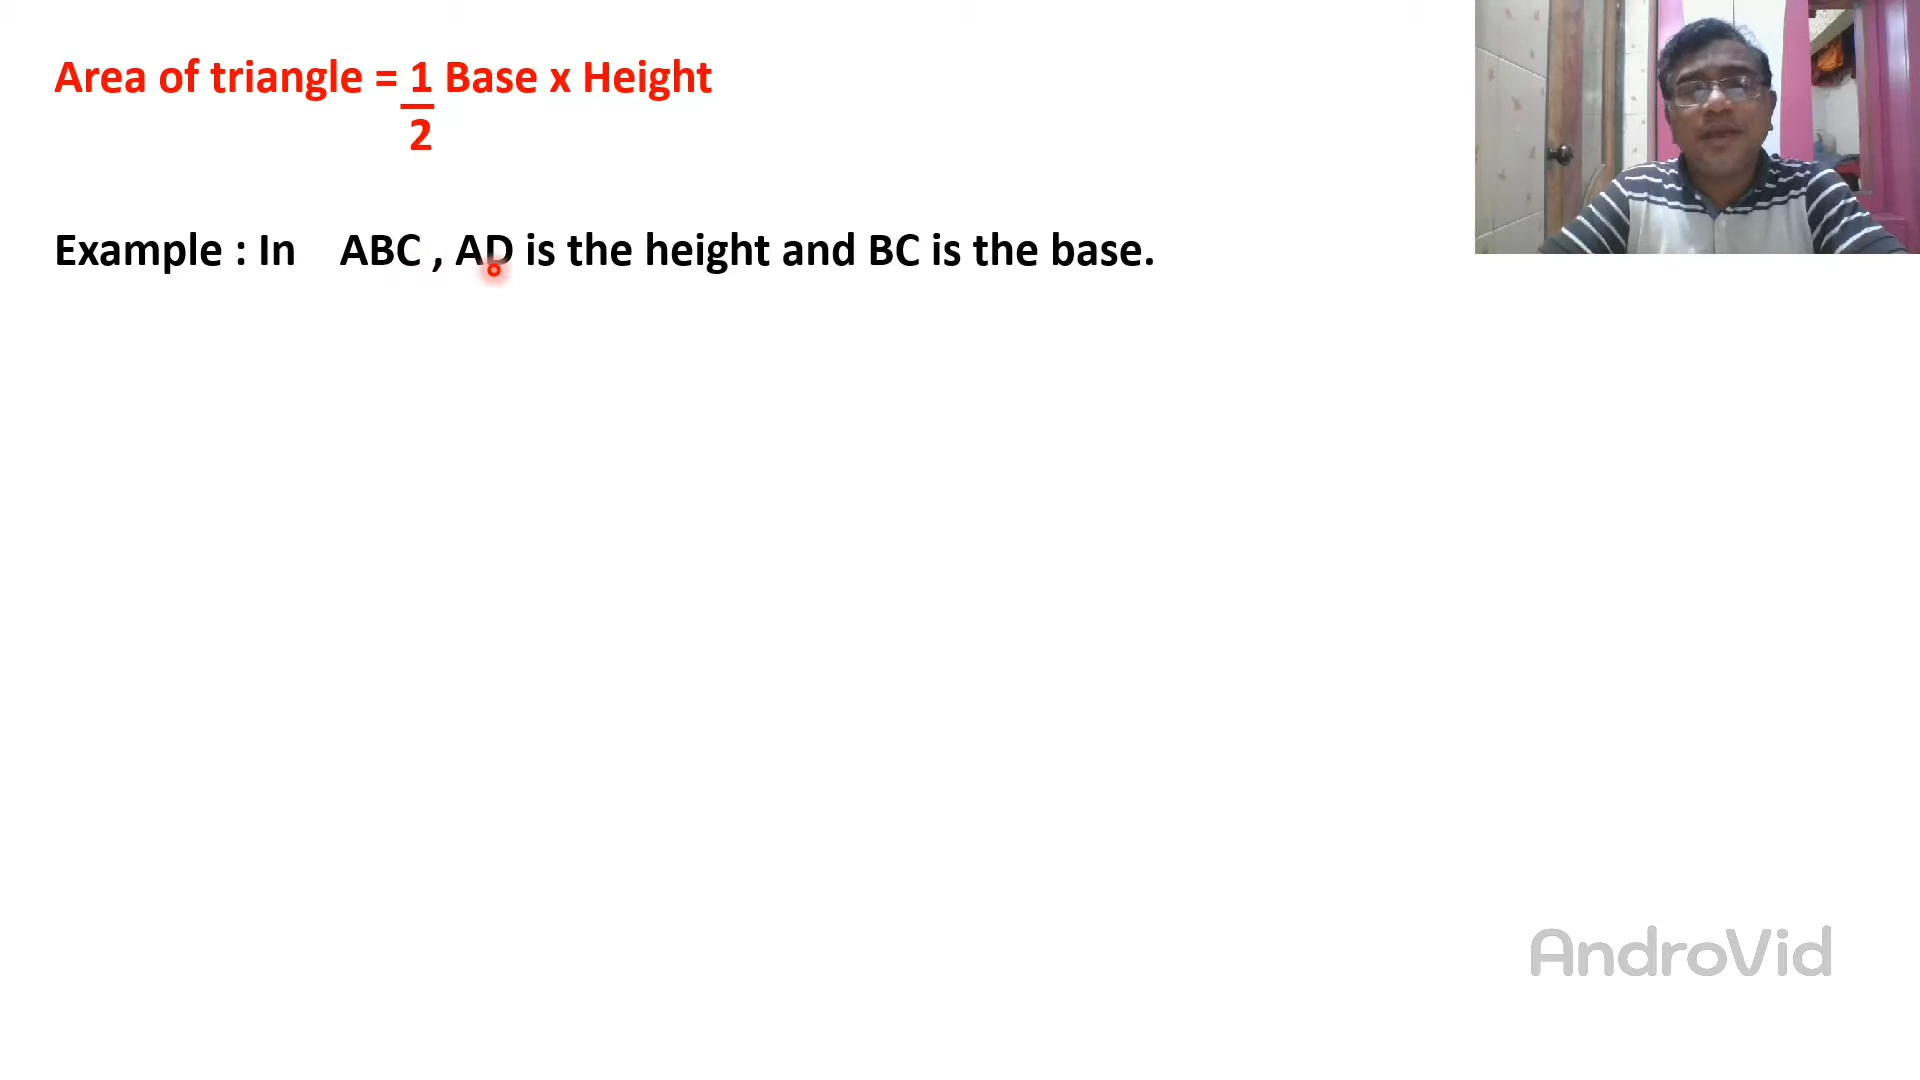 Area of triangle = 1 Base x Height
2
Example : In ABC , AD is the height and BC is the base.
AndroVid